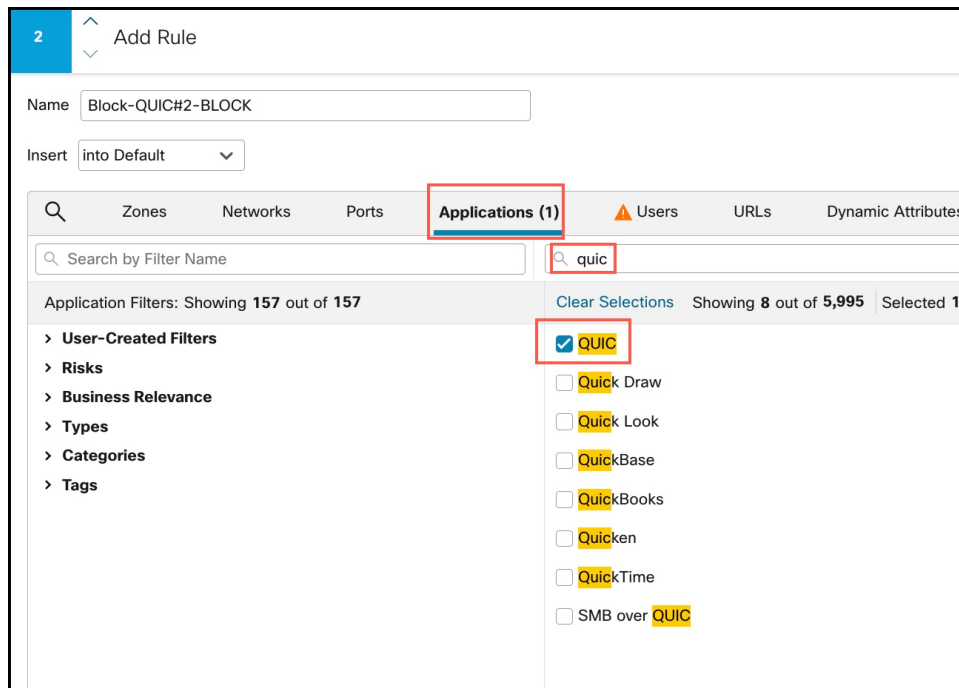 2
Add Rule
Name Block-QUIC#2-BLOCK
Insert into Default
Zones Networks Ports Applications (1) Users URLs Dynamic Attributes
Search by Filter Name quic
Application Filters: Showing 157 out of 157 Clear Selections Showing 8 out of 5,995 Selected 1
User-Created Filters QUIC
Risks
Quick Draw
Business Relevance
Quick Look
Types
Categories QuickBase
Tags
QuickBooks
Quicken
QuickTime
SMB over QUIC